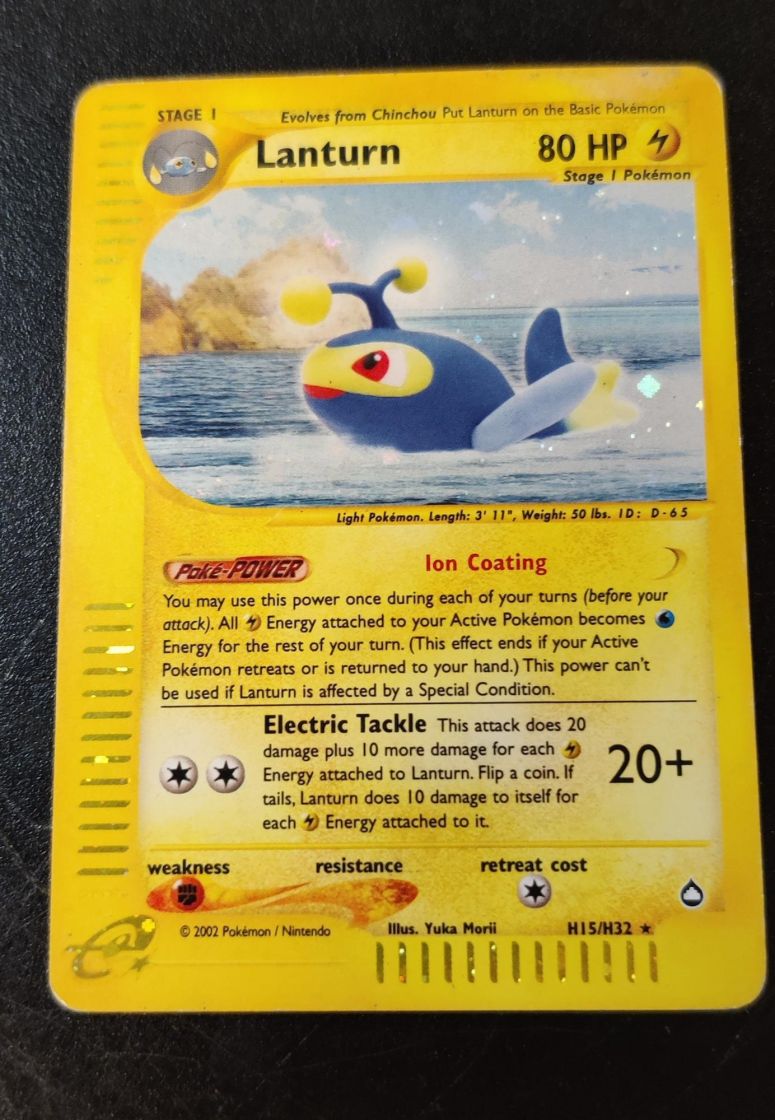 STAGE 1
Evolves from Chinchou Put Lanturn on the Basic Pokémon
Lanturn
80 HP
Stage 1 Pokémon
Light Pokémon. Length: 3' 11", Weight: 50 lbs. ID: D-65
Poké-POWER
Ion Coating
You may use this power once during each of your turns (before your
attack). All Energy attached to your Active Pokémon becomes
Energy for the rest of your turn. (This effect ends if your Active
Pokémon retreats or is returned to your hand.) This power can't
be used if Lanturn is affected by a Special Condition.
Electric Tackle This attack does 20
damage plus 10 more damage for each
Energy attached to Lanturn. Flip a coin. If
tails, Lanturn does 10 damage to itself for
each Energy attached to it.
20+
weakness
resistance
retreat cost
© 2002 Pokémon / Nintendo
Illus. Yuka Morii
H15/H32 ★